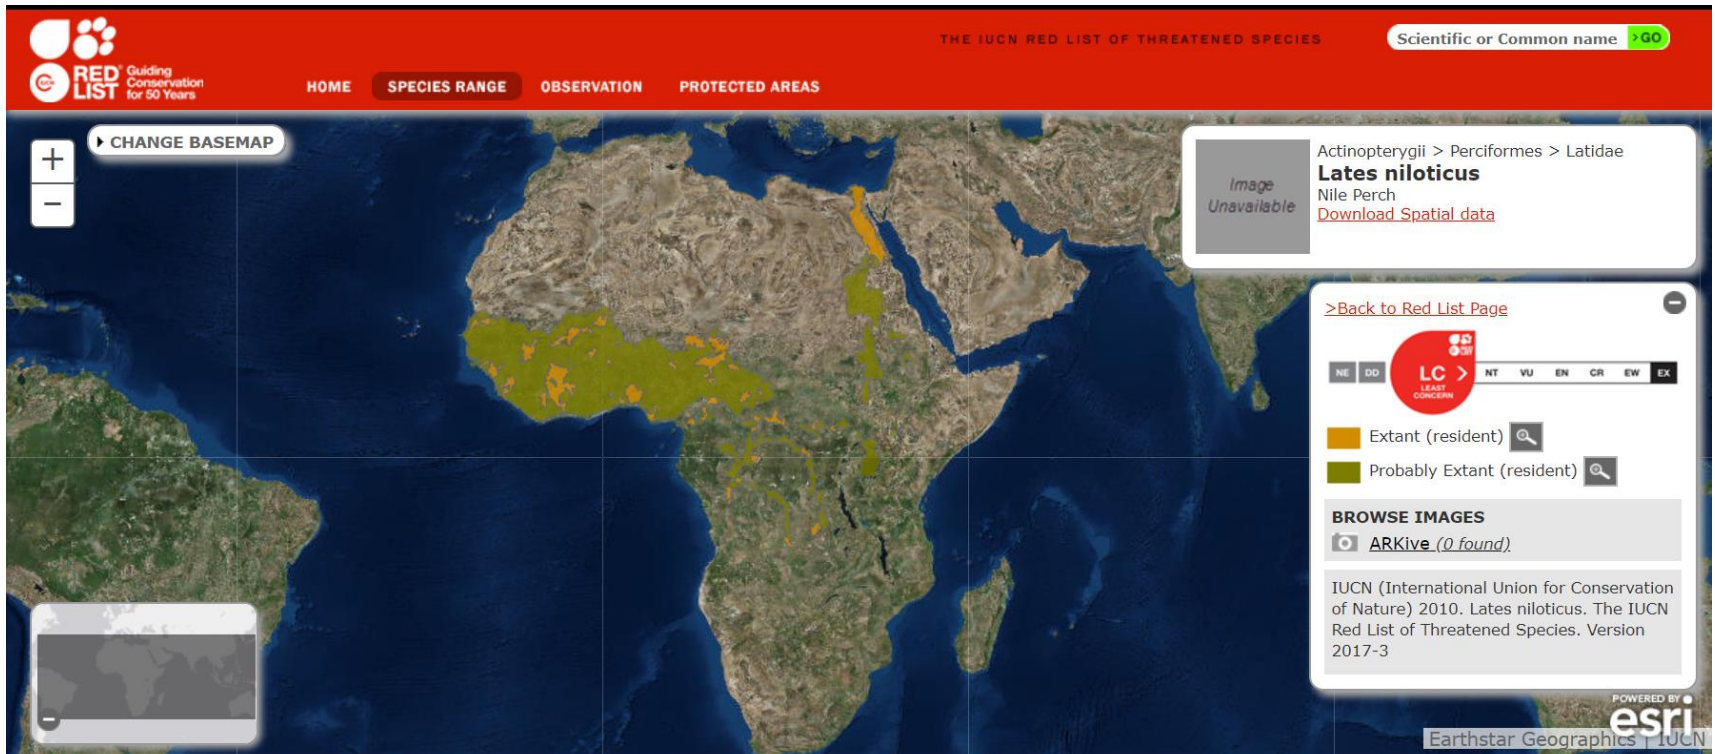 THE IUCN RED LIST OF THREATENED SPECIES
Scientific or Common name >GO
IUCN
RED LIST
Guiding
Conservation
for 50 Years
HOME SPECIES RANGE OBSERVATION PROTECTED AREAS
CHANGE BASEMAP
+
−
Image
Unavailable
Actinopterygii > Perciformes > Latidae
Lates niloticus
Nile Perch
Download Spatial data
>Back to Red List Page
NE DD LC > NT VU EN CR EW EX
LEAST
CONCERN
Extant (resident)
Probably Extant (resident)
BROWSE IMAGES
ARKive (0 found)
IUCN (International Union for Conservation
of Nature) 2010. Lates niloticus. The IUCN
Red List of Threatened Species. Version
2017-3
POWERED BY
esri
Earthstar Geographics | IUCN